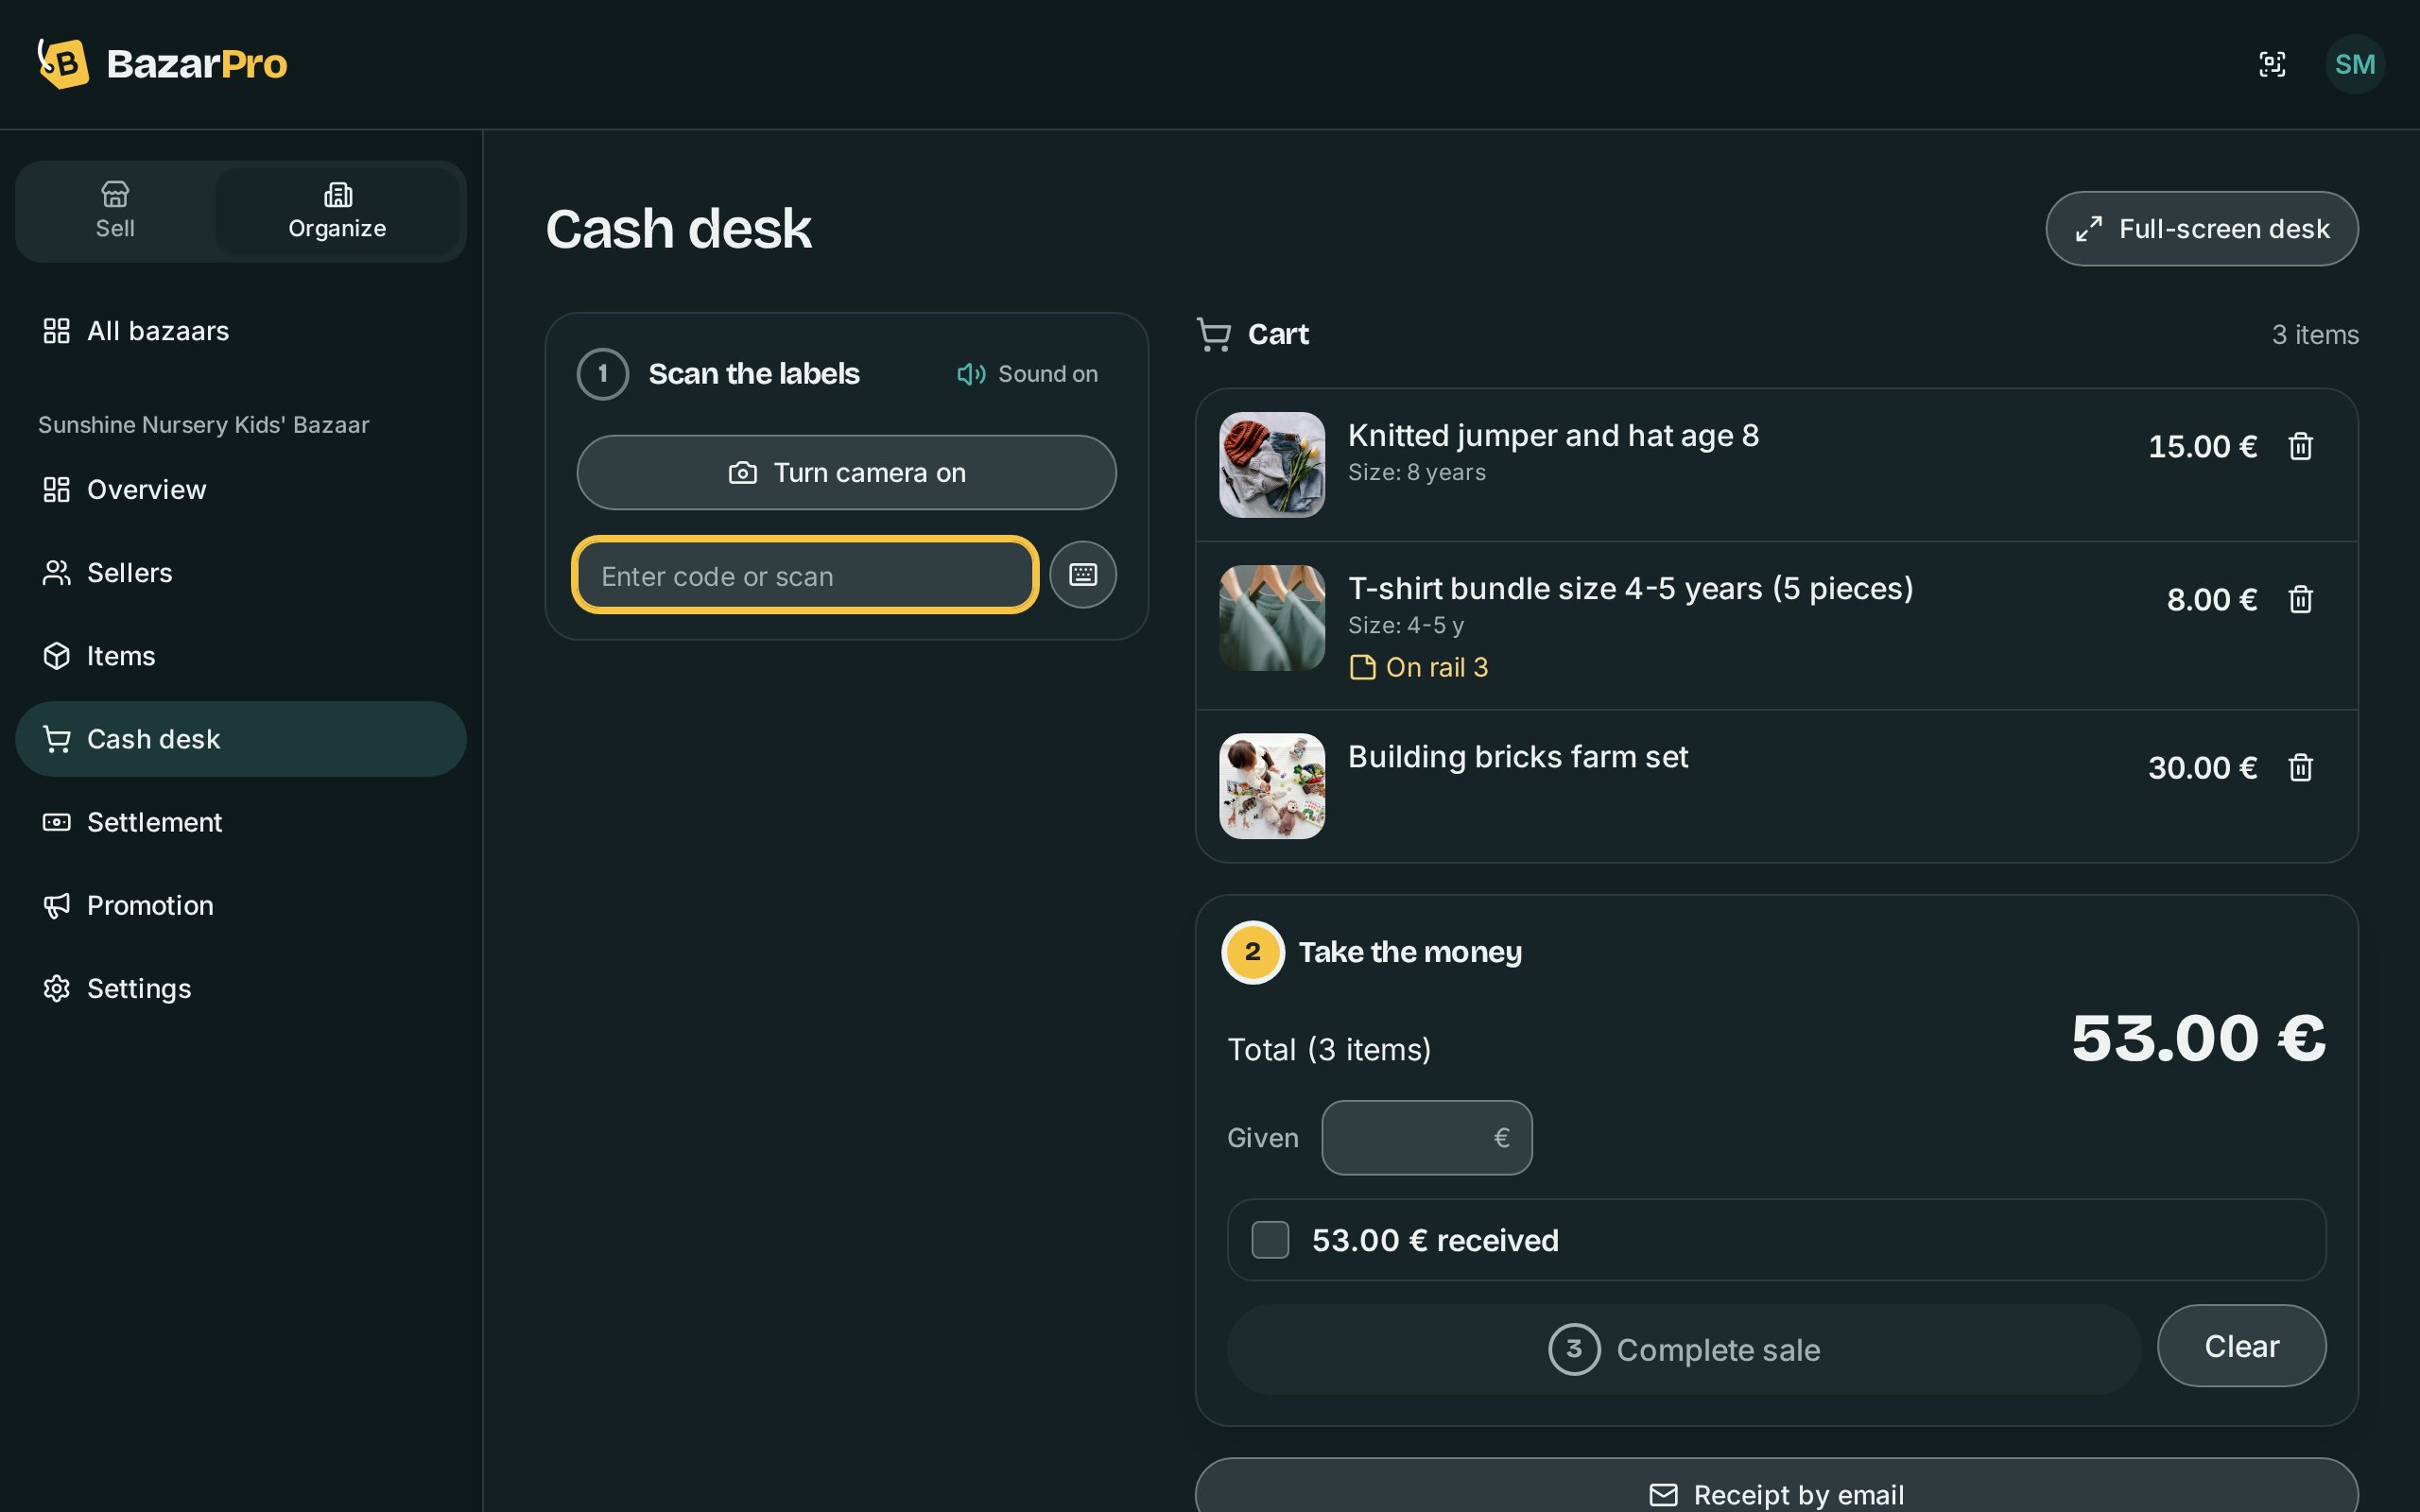 B BazarPro
SM
Sell
Organize
All bazaars
Sunshine Nursery Kids' Bazaar
Overview
Sellers
Items
Cash desk
Settlement
Promotion
Settings
Cash desk
Full-screen desk
1 Scan the labels
Sound on
Turn camera on
Enter code or scan
Cart
3 items
Knitted jumper and hat age 8
Size: 8 years
15.00 €
T-shirt bundle size 4-5 years (5 pieces)
Size: 4-5 y
On rail 3
8.00 €
Building bricks farm set
30.00 €
2 Take the money
Total (3 items)
53.00 €
Given
€
53.00 € received
3 Complete sale
Clear
Receipt by email